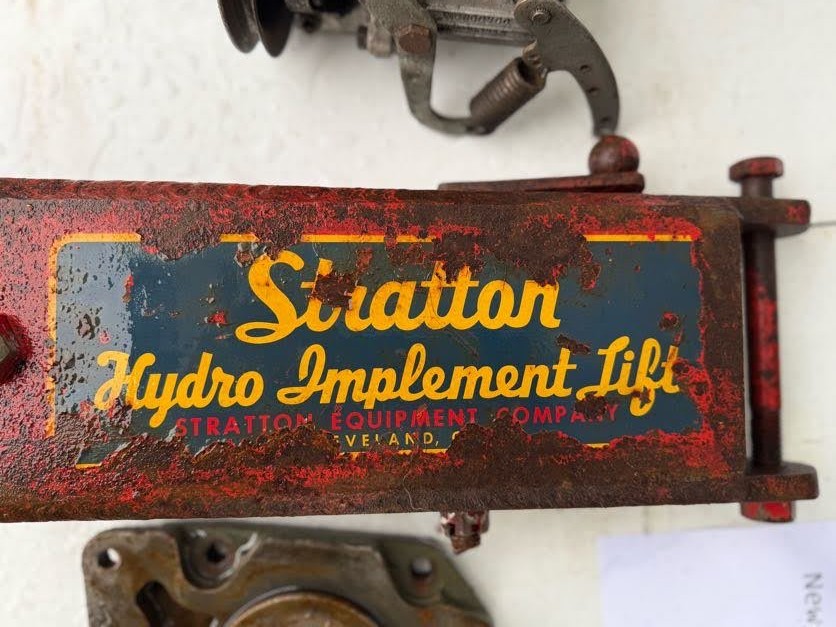 Stratton
Hydro Implement Lift
STRATTON EQUIPMENT COMPANY